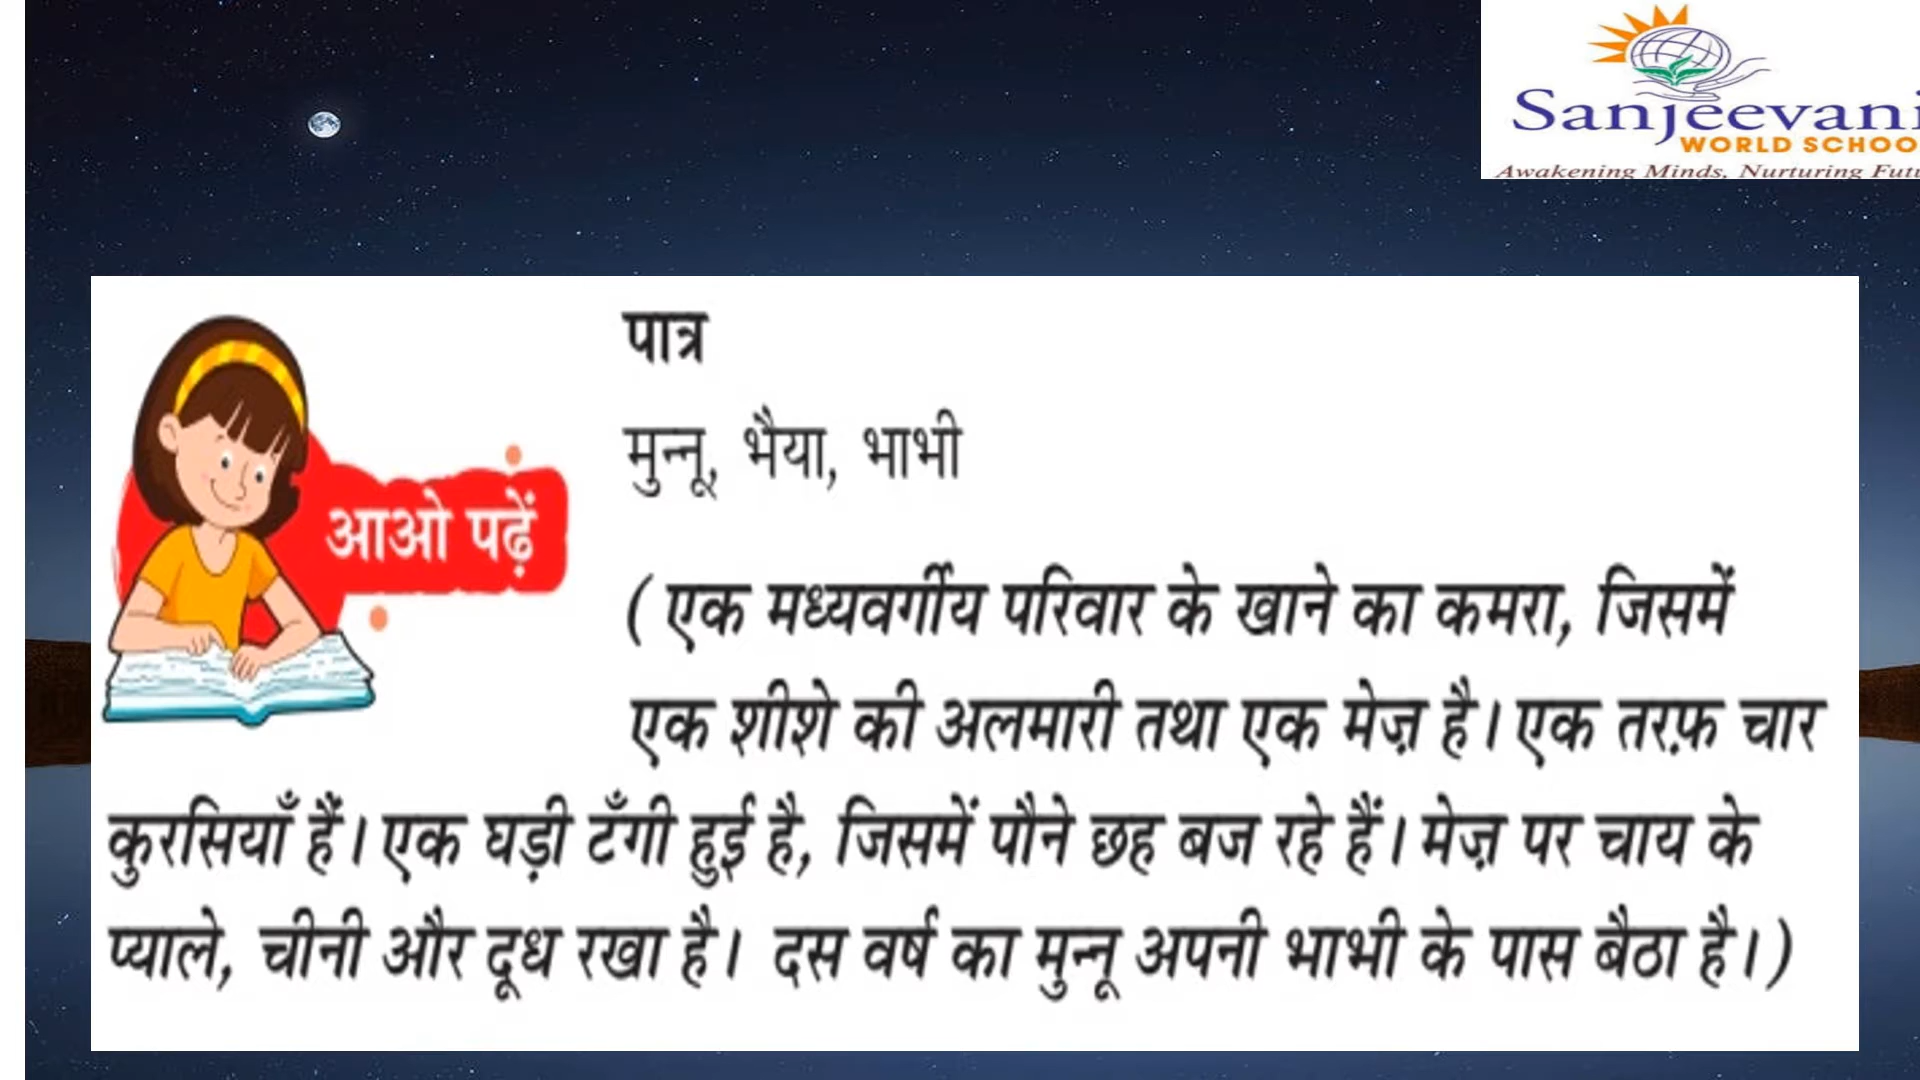 Sanjeevani
WORLD SCHOO
Awakening Minds, Nurturing Futu
पात्र
मुन्नू, भैया, भाभी
आओ पढ़ें
( एक मध्यवर्गीय परिवार के खाने का कमरा, जिसमें
एक शीशे की अलमारी तथा एक मेज़ है। एक तरफ़ चार
कुरसियाँ हैं। एक घड़ी टँगी हुई है, जिसमें पौने छह बज रहे हैं। मेज़ पर चाय के
प्याले, चीनी और दूध रखा है। दस वर्ष का मुन्नू अपनी भाभी के पास बैठा है।)